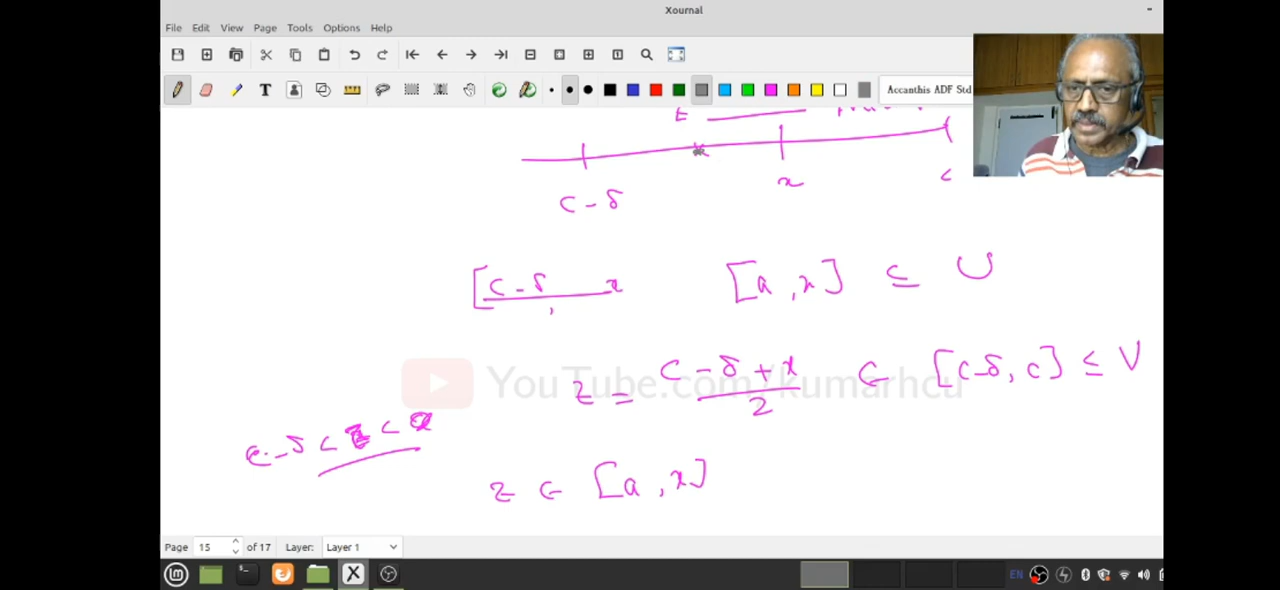 Xournal
File Edit View Page Tools Options Help
Accanthis ADF Std
E
x c
c - δ
[c - δ , x [a , x] ⊆ U
z = c - δ + x / 2 ∈ [c - δ, c] ⊆ V
YouTube.com/kumarhcu
c - δ < z < x
z ∈ [a , x]
Page 15 of 17 Layer: Layer 1
EN